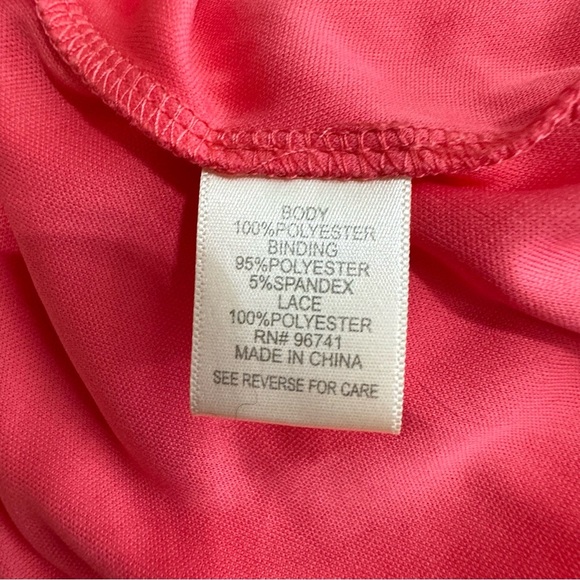 BODY
100%POLYESTER
BINDING
95%POLYESTER
5%SPANDEX
LACE
100%POLYESTER
RN# 96741
MADE IN CHINA
SEE REVERSE FOR CARE